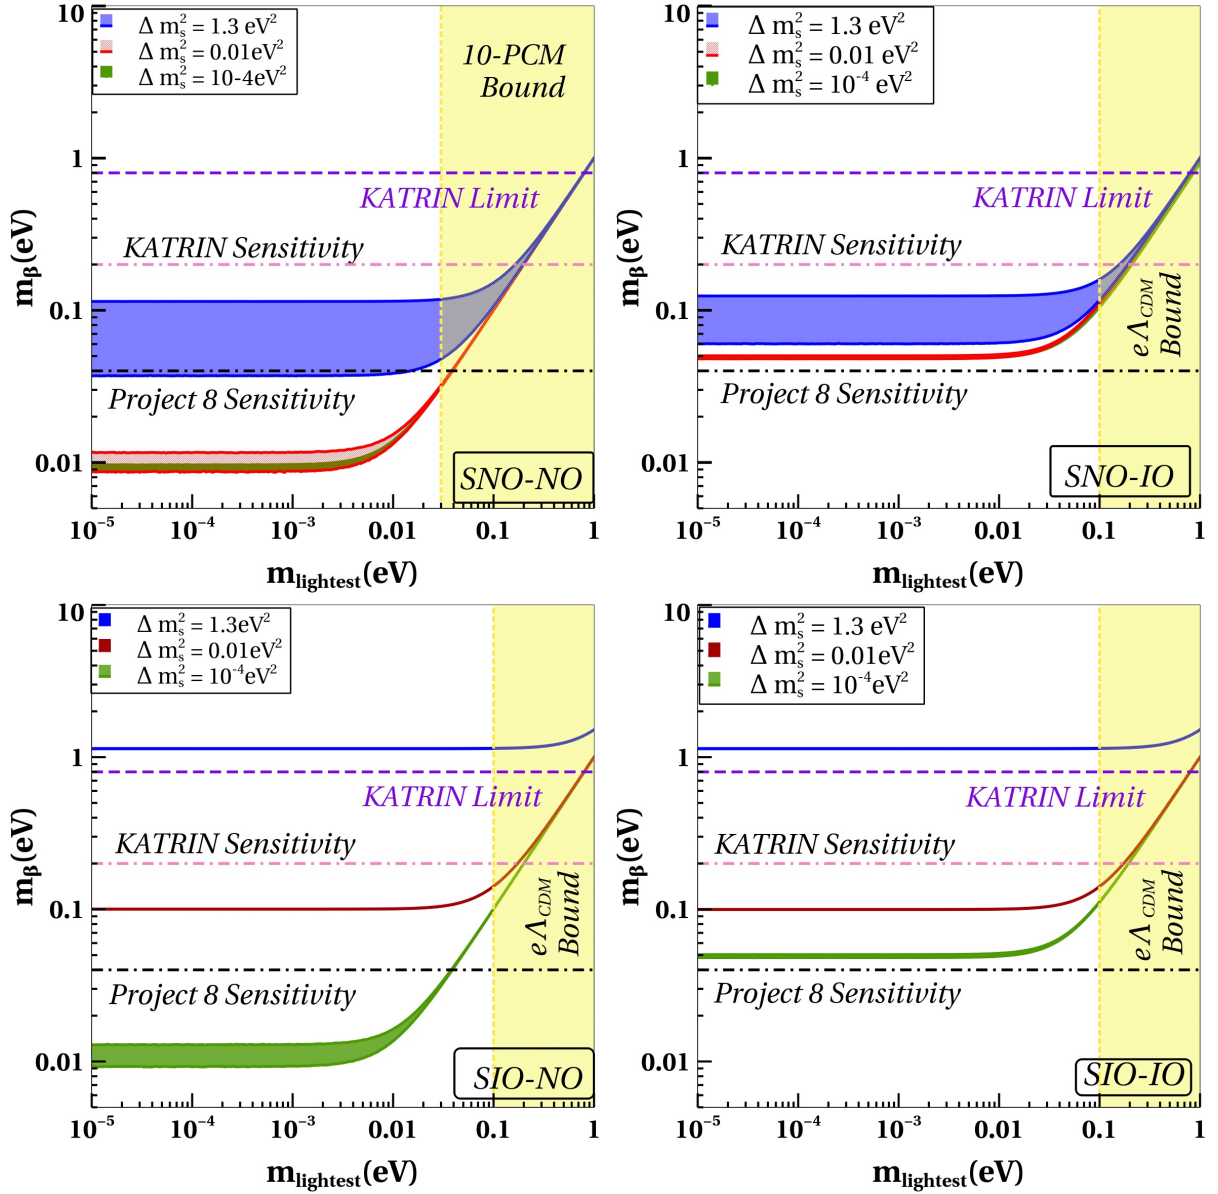 10
Δ m²ₛ = 1.3 eV²
Δ m²ₛ = 0.01eV²
Δ m²ₛ = 10-4eV²
10-PCM
Bound
1
KATRIN Limit
KATRIN Sensitivity
0.1
Project 8 Sensitivity
0.01
SNO-NO
10⁻⁵ 10⁻⁴ 10⁻³ 0.01 0.1 1
m_β(eV)
m_lightest(eV)
10
Δ m²ₛ = 1.3 eV²
Δ m²ₛ = 0.01 eV²
Δ m²ₛ = 10⁻⁴ eV²
1
KATRIN Limit
KATRIN Sensitivity
e Λ_CDM
Bound
0.1
Project 8 Sensitivity
0.01
SNO-IO
10⁻⁵ 10⁻⁴ 10⁻³ 0.01 0.1 1
m_β(eV)
m_lightest(eV)
10
Δ m²ₛ = 1.3eV²
Δ m²ₛ = 0.01eV²
Δ m²ₛ = 10⁻⁴eV²
1
KATRIN Limit
KATRIN Sensitivity
e Λ_CDM
Bound
0.1
Project 8 Sensitivity
0.01
SIO-NO
10⁻⁵ 10⁻⁴ 10⁻³ 0.01 0.1 1
m_β(eV)
m_lightest(eV)
10
Δ m²ₛ = 1.3 eV²
Δ m²ₛ = 0.01eV²
Δ m²ₛ = 10⁻⁴eV²
1
KATRIN Limit
KATRIN Sensitivity
e Λ_CDM
Bound
0.1
Project 8 Sensitivity
0.01
SIO-IO
10⁻⁵ 10⁻⁴ 10⁻³ 0.01 0.1 1
m_β(eV)
m_lightest(eV)